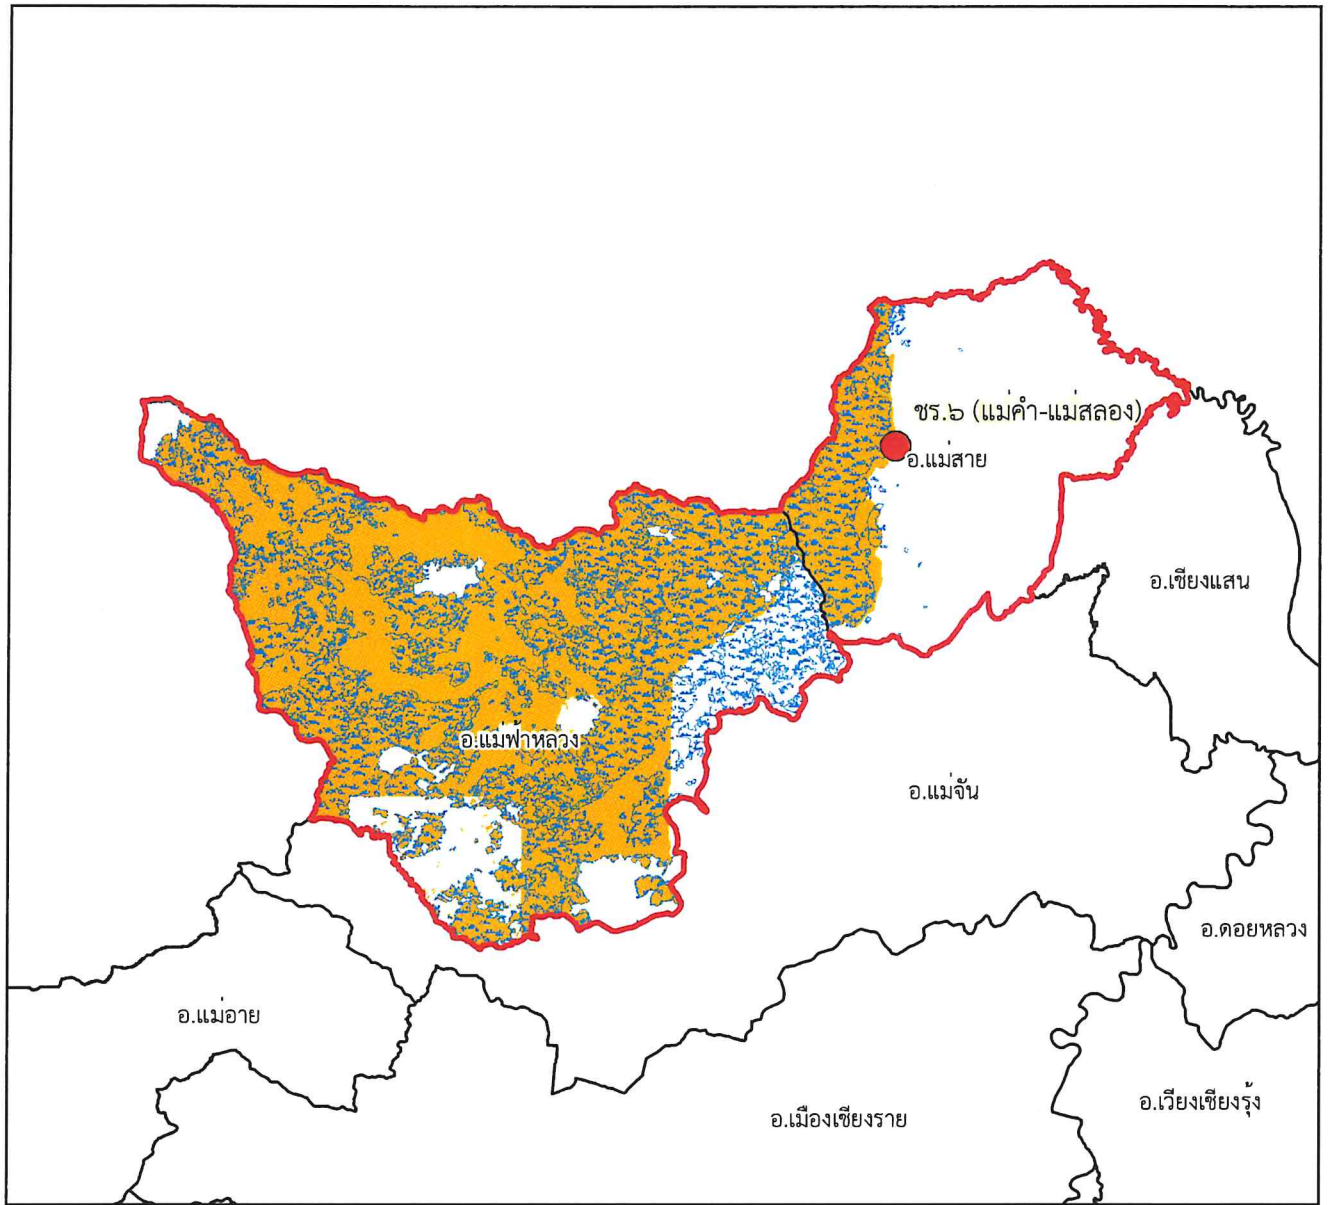 ชร.๖ (แม่คำ-แม่สลอง)
อ.แม่สาย
อ.เชียงแสน
อ.แม่ฟ้าหลวง
อ.แม่จัน
อ.ดอยหลวง
อ.แม่อาย
อ.เวียงเชียงรุ้ง
อ.เมืองเชียงราย